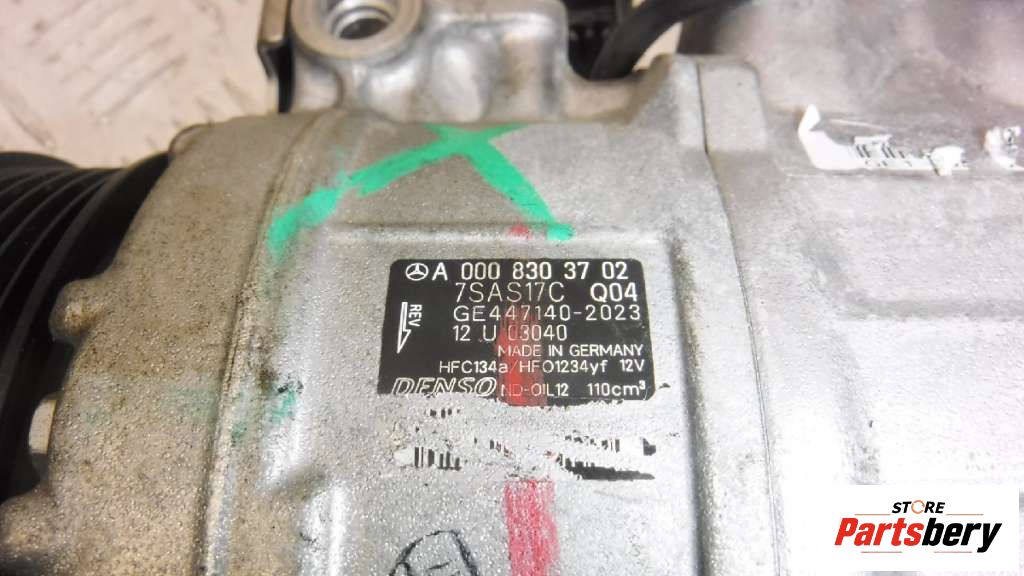 A 000 830 37 02
7SAS17C Q04
REV
GE447140-2023
12 U 03040
MADE IN GERMANY
HFC134a/HFO1234yf 12V
DENSO ND-OIL12 110cm³
STORE
Partsbery